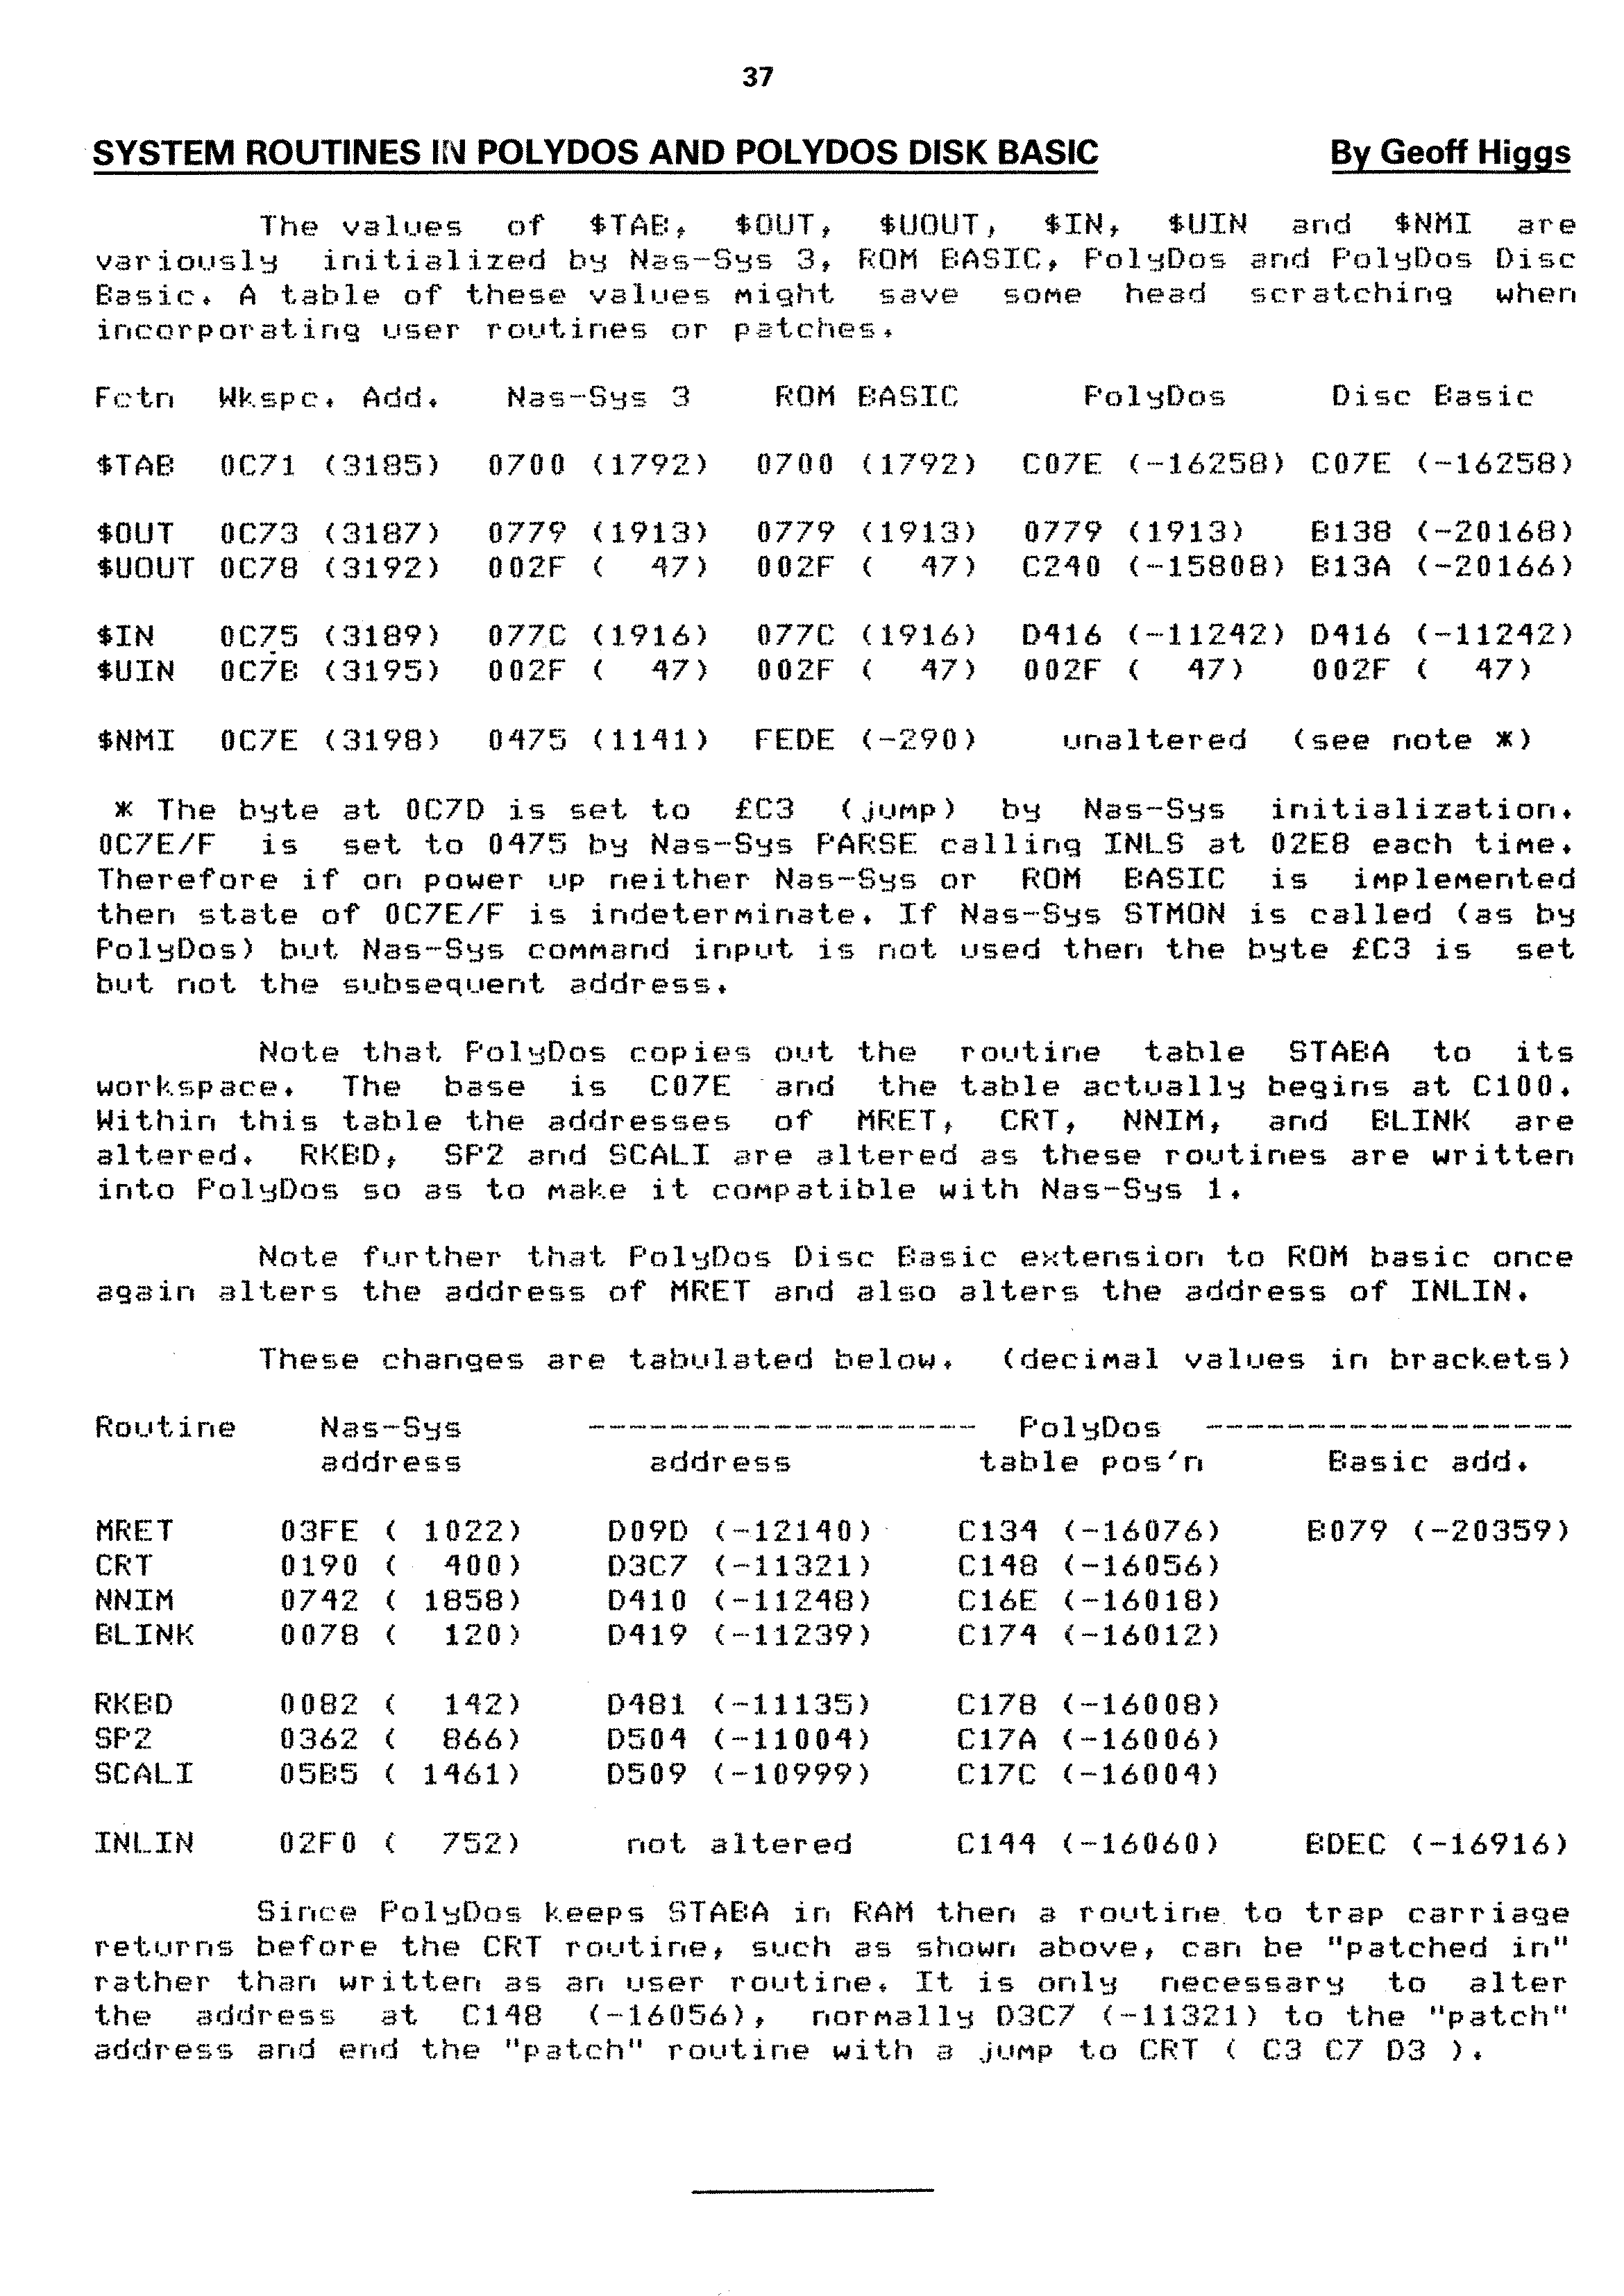 37
SYSTEM ROUTINES IN POLYDOS AND POLYDOS DISK BASIC By Geoff Higgs
The values of $TAB, $OUT, $UOUT, $IN, $UIN and $NMI are
variously initialized by Nas-Sys 3, ROM BASIC, PolyDos and PolyDos Disc
Basic. A table of these values might save some head scratching when
incorporating user routines or patches.
Fctn Wkspc. Add. Nas-Sys 3 ROM BASIC PolyDos Disc Basic
$TAB 0C71 (3185) 0700 (1792) 0700 (1792) C07E (-16258) C07E (-16258)
$OUT 0C73 (3187) 0779 (1913) 0779 (1913) 0779 (1913) B138 (-20168)
$UOUT 0C78 (3192) 002F ( 47) 002F ( 47) C240 (-15808) B13A (-20166)
$IN 0C75 (3189) 077C (1916) 077C (1916) D416 (-11242) D416 (-11242)
$UIN 0C7B (3195) 002F ( 47) 002F ( 47) 002F ( 47) 002F ( 47)
$NMI 0C7E (3198) 0475 (1141) FEDE (-290) unaltered (see note *)
* The byte at 0C7D is set to £C3 (jump) by Nas-Sys initialization.
0C7E/F is set to 0475 by Nas-Sys PARSE calling INLS at 02E8 each time.
Therefore if on power up neither Nas-Sys or ROM BASIC is implemented
then state of 0C7E/F is indeterminate. If Nas-Sys STMON is called (as by
PolyDos) but Nas-Sys command input is not used then the byte £C3 is set
but not the subsequent address.
Note that PolyDos copies out the routine table STABA to its
workspace. The base is C07E and the table actually begins at C100.
Within this table the addresses of MRET, CRT, NNIM, and BLINK are
altered. RKBD, SP2 and SCALI are altered as these routines are written
into PolyDos so as to make it compatible with Nas-Sys 1.
Note further that PolyDos Disc Basic extension to ROM basic once
again alters the address of MRET and also alters the address of INLIN.
These changes are tabulated below. (decimal values in brackets)
Routine Nas-Sys ------------------- PolyDos ------------------
address address table pos'n Basic add.
MRET 03FE ( 1022) D09D (-12140) C134 (-16076) B079 (-20359)
CRT 0190 ( 400) D3C7 (-11321) C148 (-16056)
NNIM 0742 ( 1858) D410 (-11248) C16E (-16018)
BLINK 0078 ( 120) D419 (-11239) C174 (-16012)
RKBD 0082 ( 142) D481 (-11135) C178 (-16008)
SP2 0362 ( 866) D504 (-11004) C17A (-16006)
SCALI 05B5 ( 1461) D509 (-10999) C17C (-16004)
INLIN 02F0 ( 752) not altered C144 (-16060) BDEC (-16916)
Since PolyDos keeps STABA in RAM then a routine to trap carriage
returns before the CRT routine, such as shown above, can be "patched in"
rather than written as an user routine. It is only necessary to alter
the address at C148 (-16056), normally D3C7 (-11321) to the "patch"
address and end the "patch" routine with a jump to CRT ( C3 C7 D3 ).